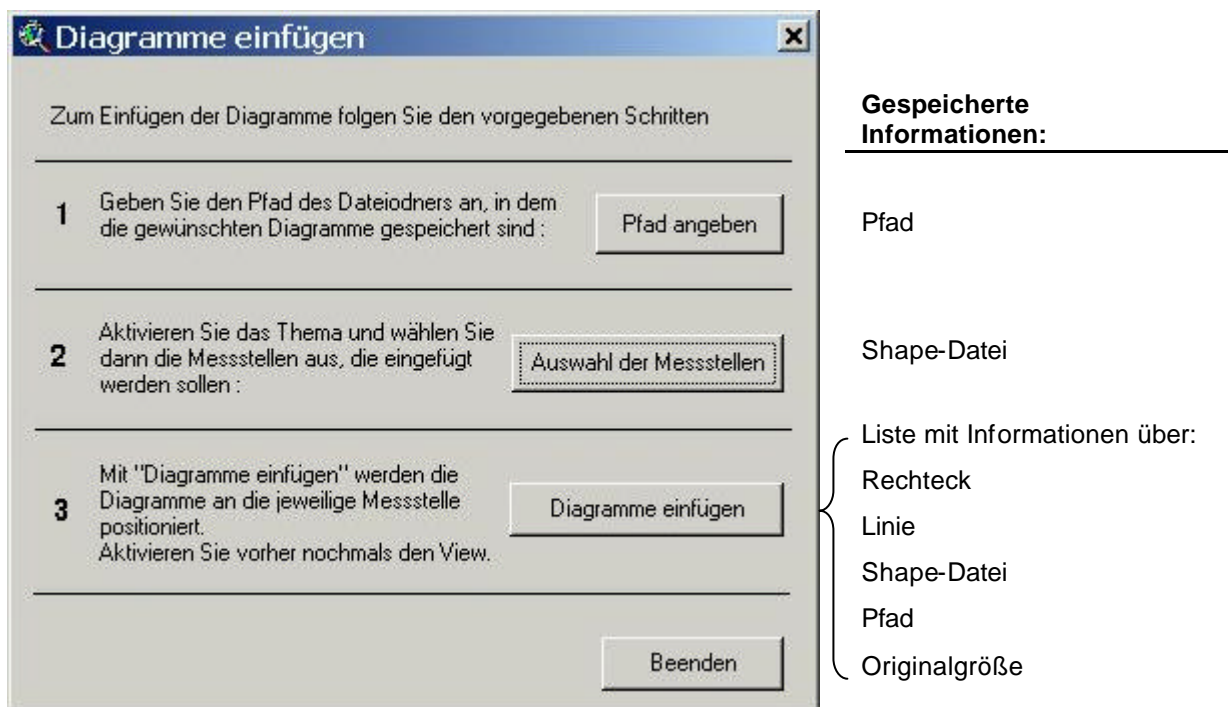 Diagramme einfügen
Zum Einfügen der Diagramme folgen Sie den vorgegebenen Schritten
1
Geben Sie den Pfad des Dateiodners an, in dem
die gewünschten Diagramme gespeichert sind :
Pfad angeben
2
Aktivieren Sie das Thema und wählen Sie
dann die Messstellen aus, die eingefügt
werden sollen :
Auswahl der Messstellen
3
Mit "Diagramme einfügen" werden die
Diagramme an die jeweilige Messstelle
positioniert.
Aktivieren Sie vorher nochmals den View.
Diagramme einfügen
Beenden
Gespeicherte
Informationen:
Pfad
Shape-Datei
Liste mit Informationen über:
Rechteck
Linie
Shape-Datei
Pfad
Originalgröße